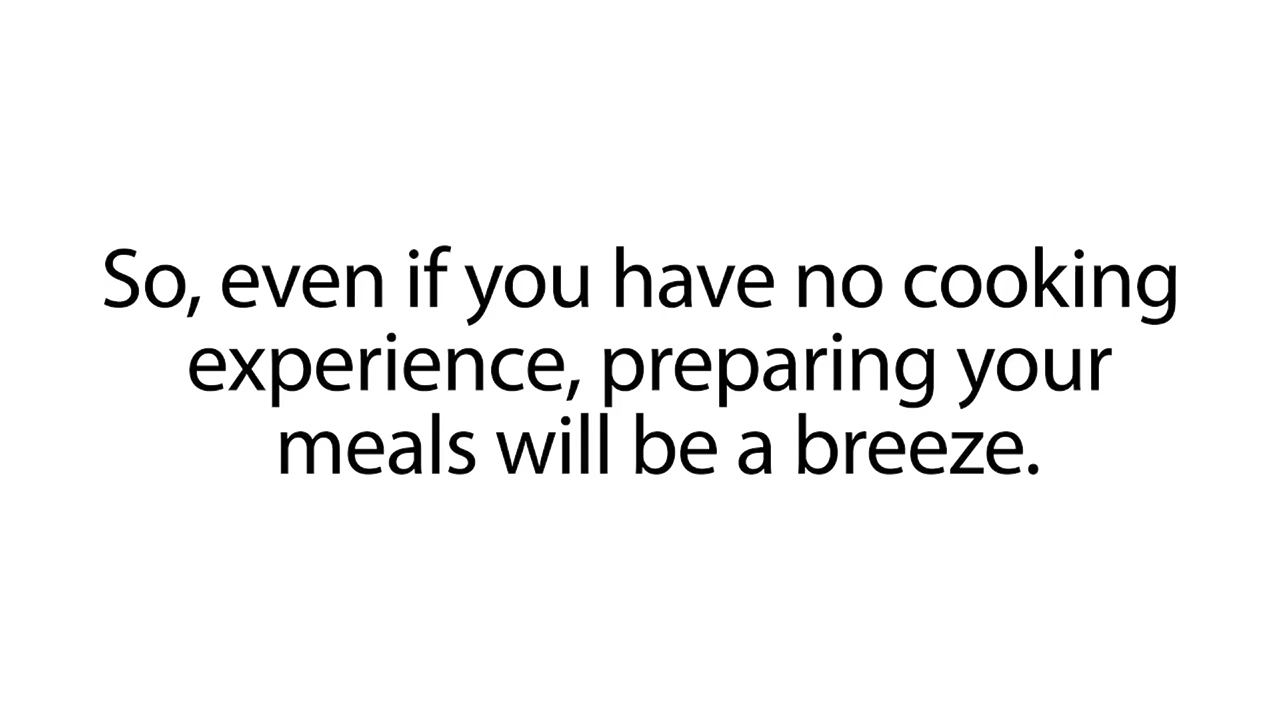 So, even if you have no cooking
experience, preparing your
meals will be a breeze.